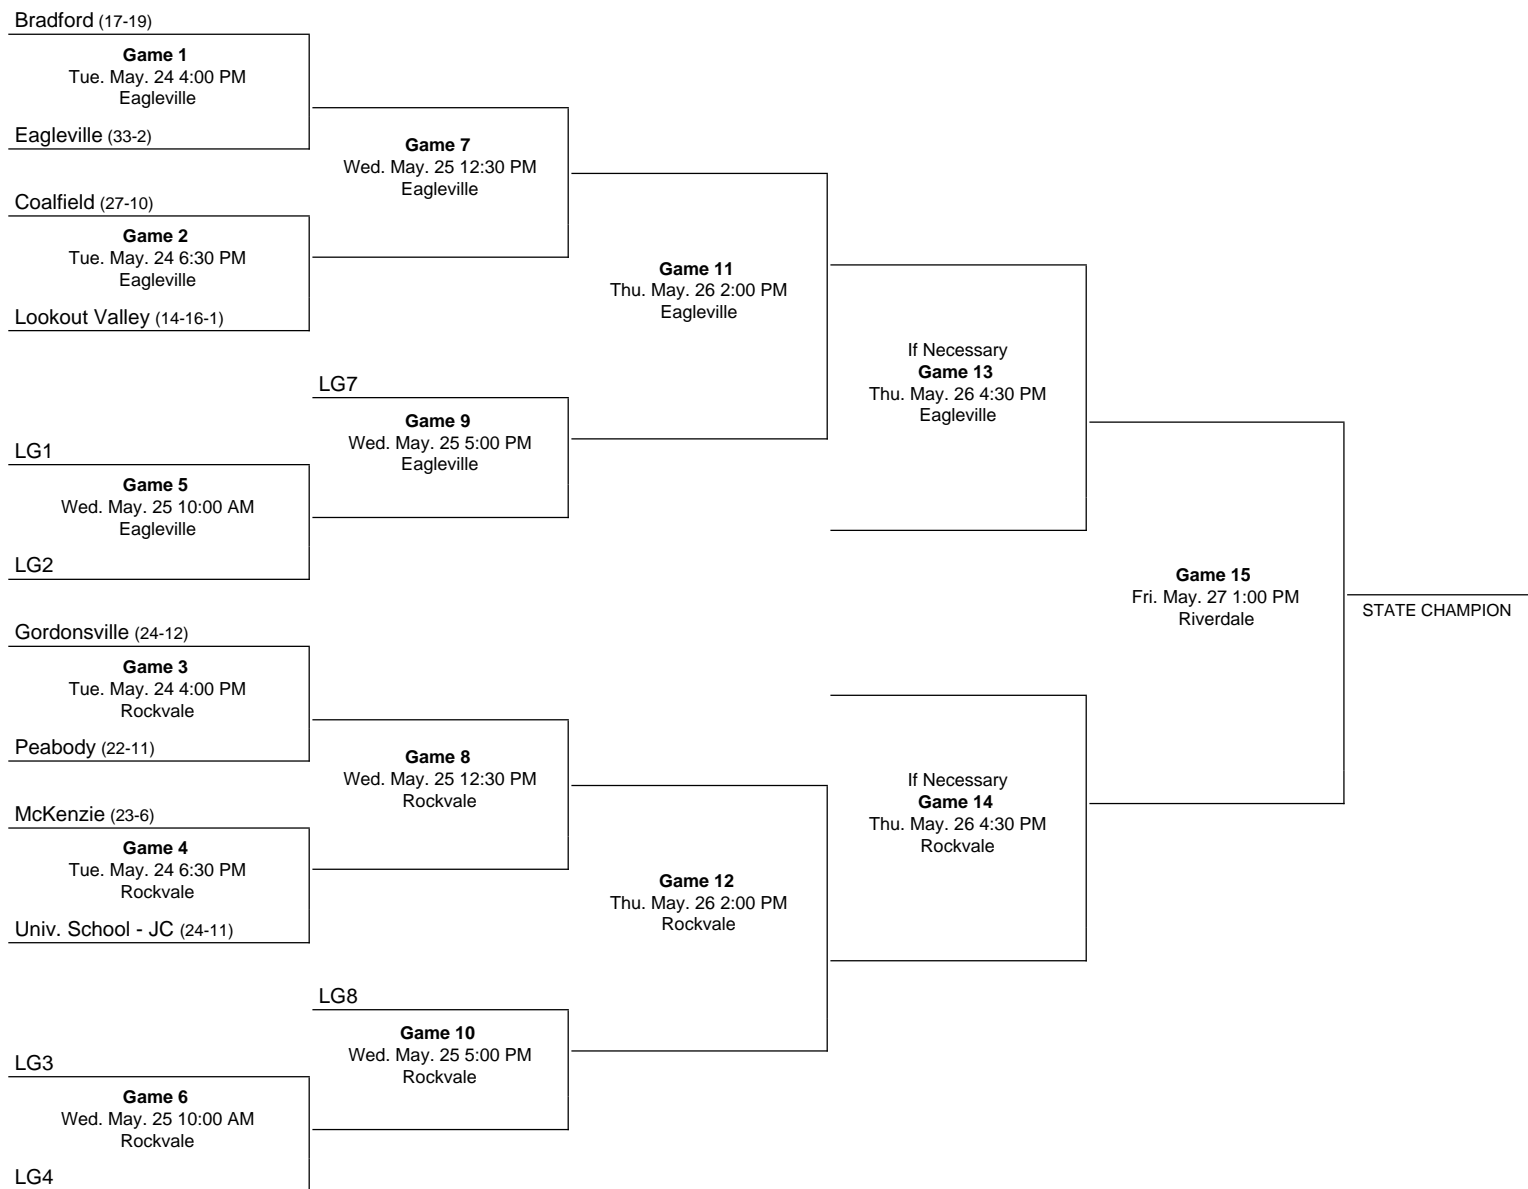 Bradford (17-19)
Game 1
Tue. May. 24 4:00 PM
Eagleville
Eagleville (33-2)
Game 7
Wed. May. 25 12:30 PM
Eagleville
Coalfield (27-10)
Game 2
Tue. May. 24 6:30 PM
Eagleville
Lookout Valley (14-16-1)
Game 11
Thu. May. 26 2:00 PM
Eagleville
If Necessary
Game 13
Thu. May. 26 4:30 PM
Eagleville
LG7
Game 9
Wed. May. 25 5:00 PM
Eagleville
LG1
Game 5
Wed. May. 25 10:00 AM
Eagleville
LG2
Game 15
Fri. May. 27 1:00 PM
Riverdale
STATE CHAMPION
Gordonsville (24-12)
Game 3
Tue. May. 24 4:00 PM
Rockvale
Peabody (22-11)
Game 8
Wed. May. 25 12:30 PM
Rockvale
If Necessary
Game 14
Thu. May. 26 4:30 PM
Rockvale
McKenzie (23-6)
Game 4
Tue. May. 24 6:30 PM
Rockvale
Univ. School - JC (24-11)
Game 12
Thu. May. 26 2:00 PM
Rockvale
LG8
Game 10
Wed. May. 25 5:00 PM
Rockvale
LG3
Game 6
Wed. May. 25 10:00 AM
Rockvale
LG4